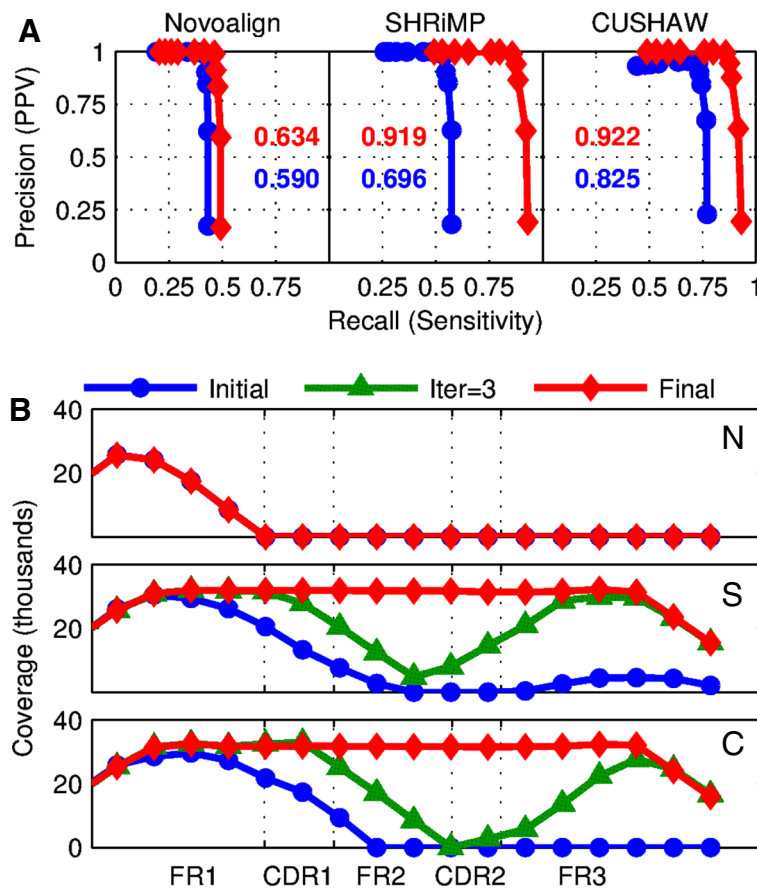 A
Novoalign SHRiMP CUSHAW
Precision (PPV)
1
0.75
0.5
0.25
0
0.634 0.919 0.922
0.590 0.696 0.825
0 0.25 0.5 0.75 0.25 0.5 0.75 0.25 0.5 0.75 1
Recall (Sensitivity)
Initial Iter=3 Final
B
Coverage (thousands)
40
20
N
40
20
S
40
20
0
C
FR1 CDR1 FR2 CDR2 FR3